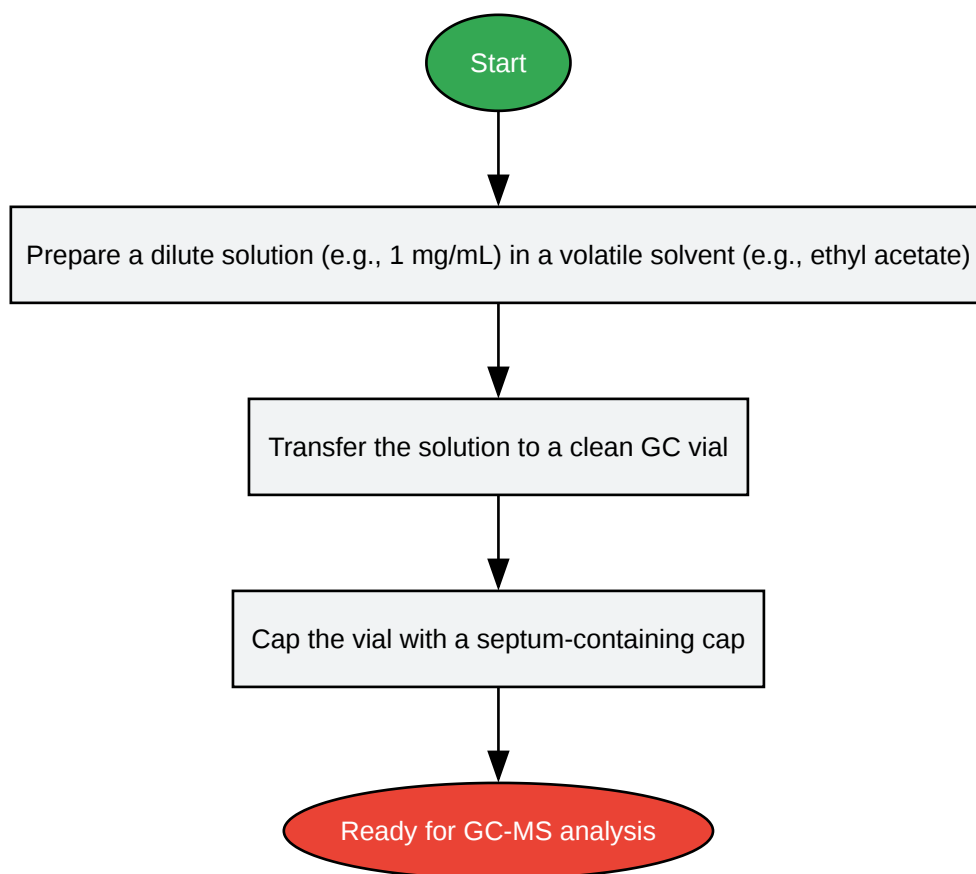 Start
Prepare a dilute solution (e.g., 1 mg/mL) in a volatile solvent (e.g., ethyl acetate)
Transfer the solution to a clean GC vial
Cap the vial with a septum-containing cap
Ready for GC-MS analysis